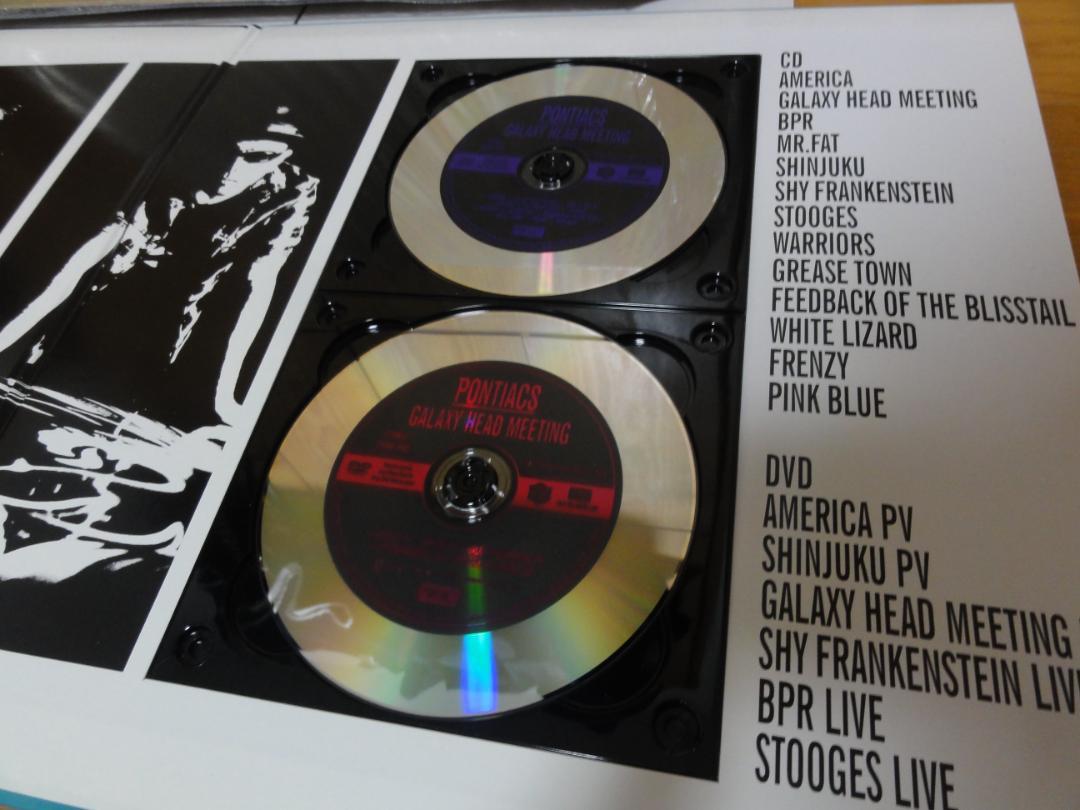 PONTIACS
GALAXY HEAD MEETING
PONTIACS
GALAXY HEAD MEETING
DVD
CD
AMERICA
GALAXY HEAD MEETING
BPR
MR.FAT
SHINJUKU
SHY FRANKENSTEIN
STOOGES
WARRIORS
GREASE TOWN
FEEDBACK OF THE BLISSTAIL
WHITE LIZARD
FRENZY
PINK BLUE
DVD
AMERICA PV
SHINJUKU PV
GALAXY HEAD MEETING
SHY FRANKENSTEIN LIV
BPR LIVE
STOOGES LIVE